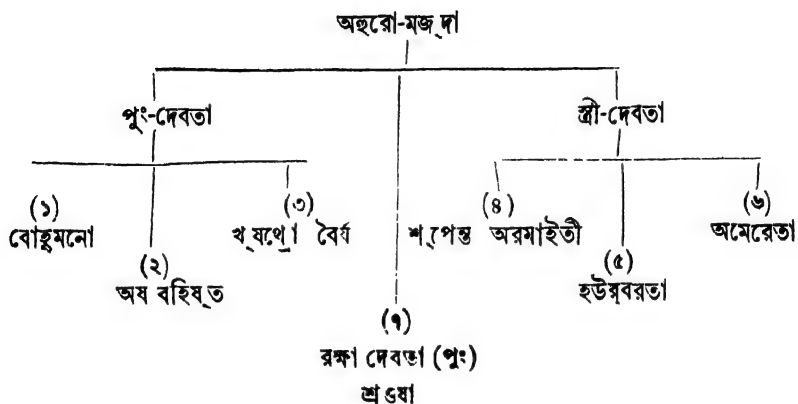 অহুরো-মজ্‌দা
পুং-দেবতা
স্ত্রী-দেবতা
(১)
বোহুমনো
(২)
অষ বহিষ্‌ত
(৩)
খ্‌ষথ্রো বৈর্য
(৪)
শ্‌পেন্ত অরমাইতী
(৫)
হউর্‌বরতা
(৬)
অমেরেতা
(৭)
রক্ষা দেবতা (পুং)
শ্রওষা